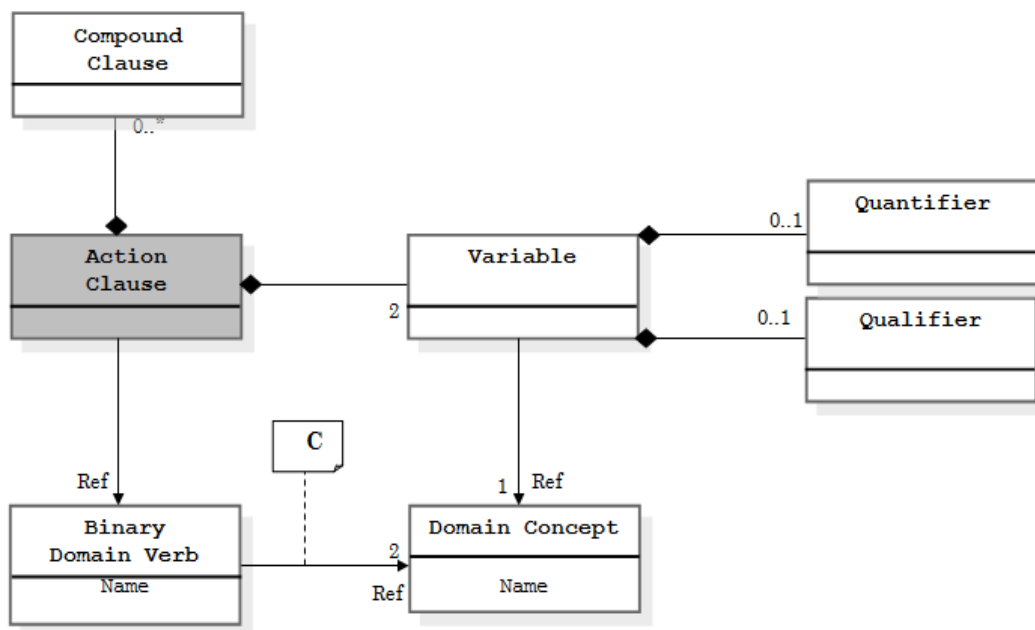 Compound
Clause
0..*
Quantifier
0..1
Action
Clause
Variable
2
0..1
Qualifier
C
Ref
1
Ref
Binary
Domain Verb
Name
2
Ref
Domain Concept
Name